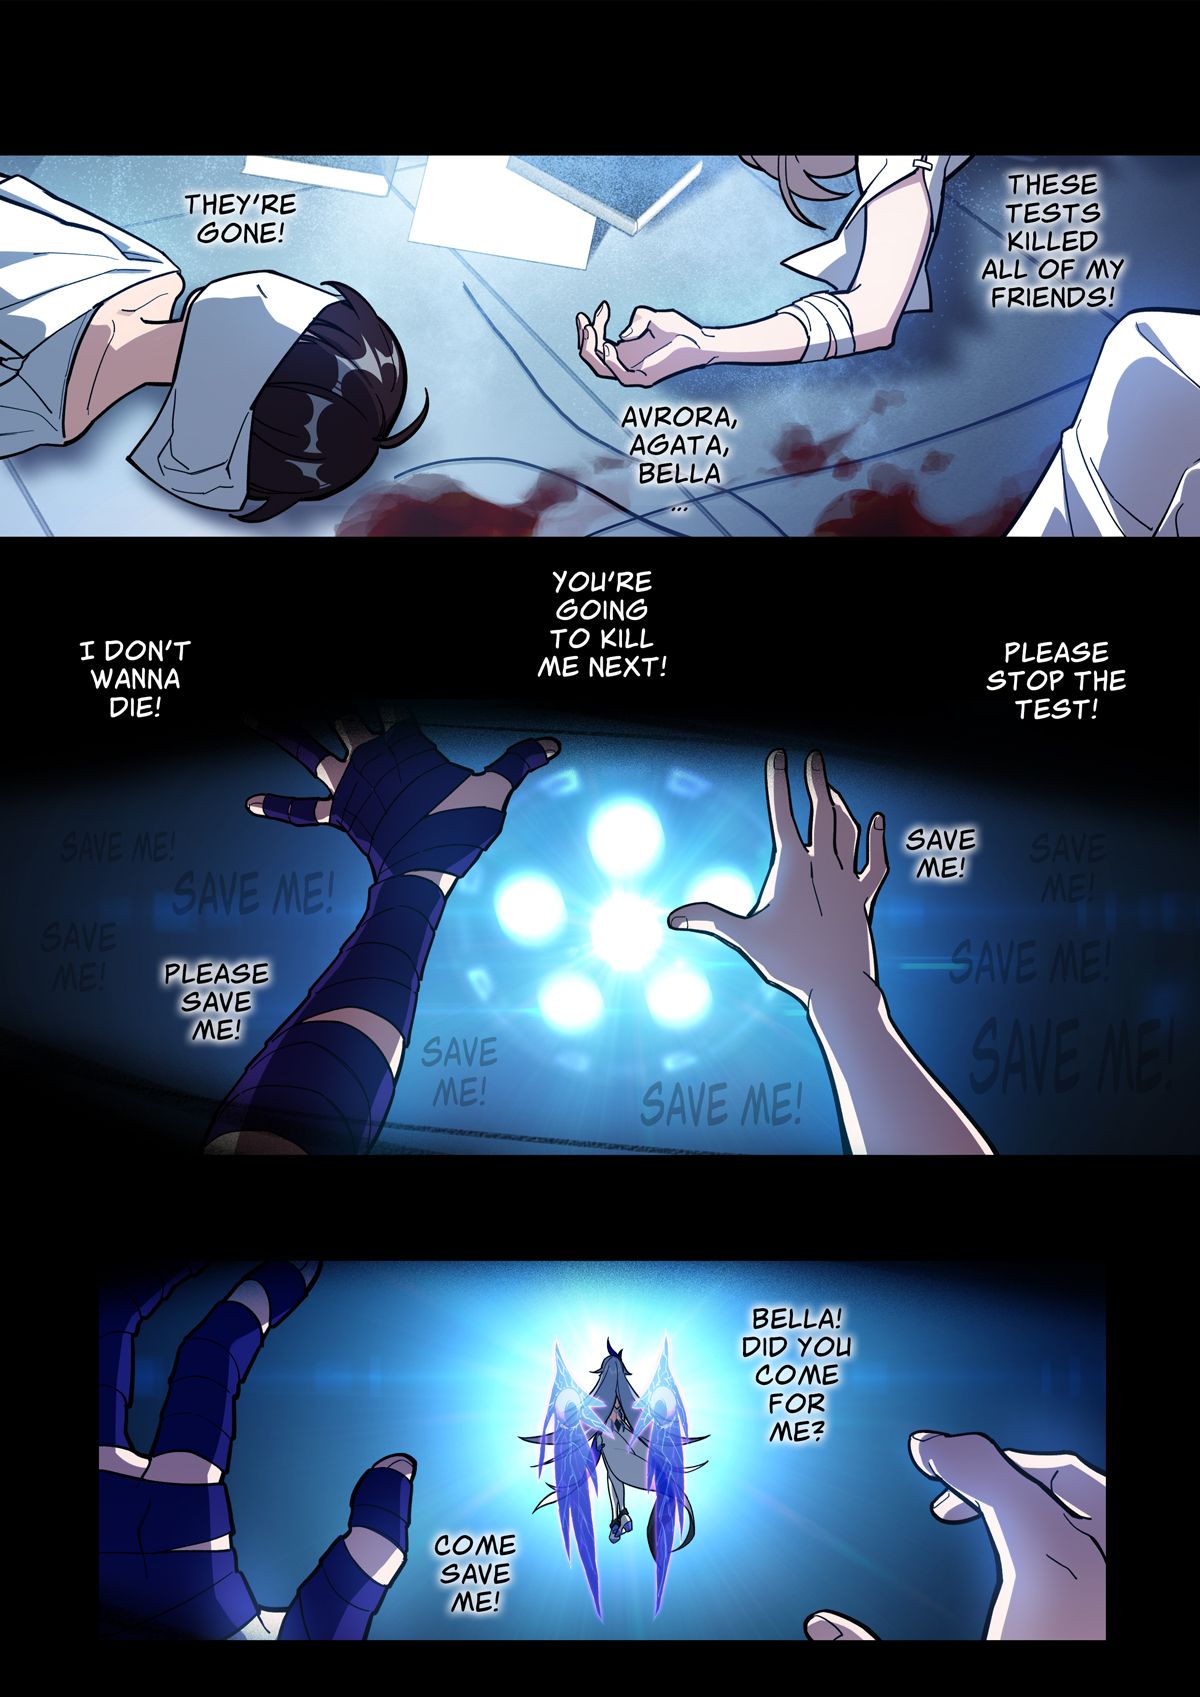 THESE
TESTS
KILLED
ALL OF MY
FRIENDS!
AVRORA,
AGATA,
BELLA
...
THEY'RE
GONE!
PLEASE
STOP THE
TEST!
YOU'RE
GOING
TO KILL
ME NEXT!
I DON'T
WANNA
DIE!
SAVE
ME!
SAVE
ME!
SAVE ME!
SAVE ME!
SAVE ME!
SAVE
ME!
SAVE ME!
SAVE ME!
SAVE
ME!
PLEASE
SAVE
ME!
BELLA!
DID YOU
COME
FOR
ME?
COME
SAVE
ME!